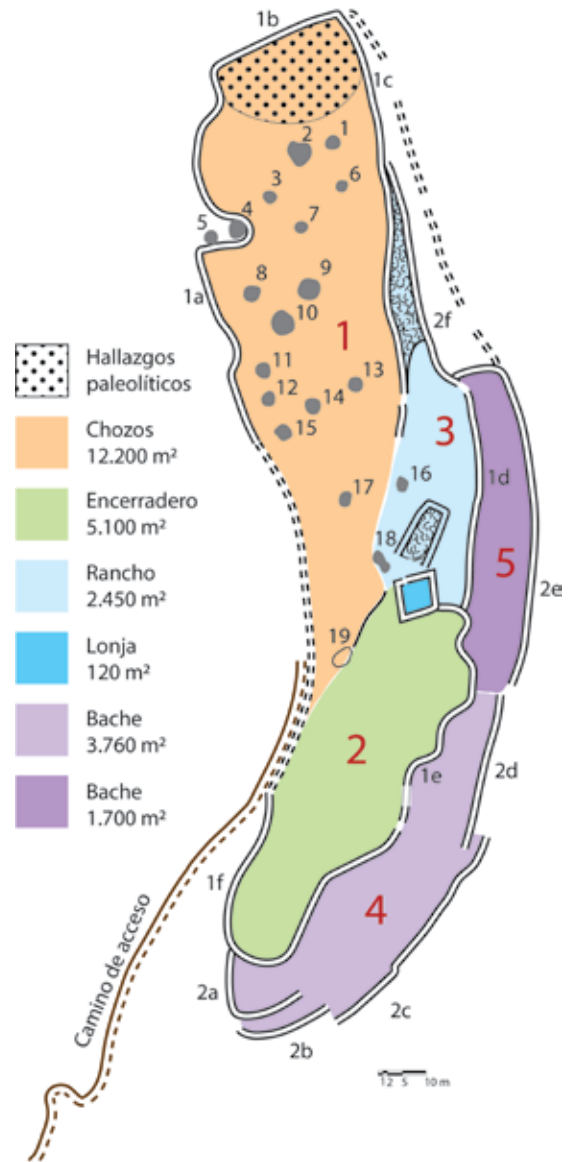 1b
1c
2
1
3
6
4
5
7
8
9
1a
10
1
2f
11
13
12
14
15
3
16
1d
17
5
18
2e
19
2
1e
2d
1f
4
2a
2c
2b
Hallazgos
paleolíticos
Chozos
12.200 m²
Encerradero
5.100 m²
Rancho
2.450 m²
Lonja
120 m²
Bache
3.760 m²
Bache
1.700 m²
Camino de acceso
12 5 10 m